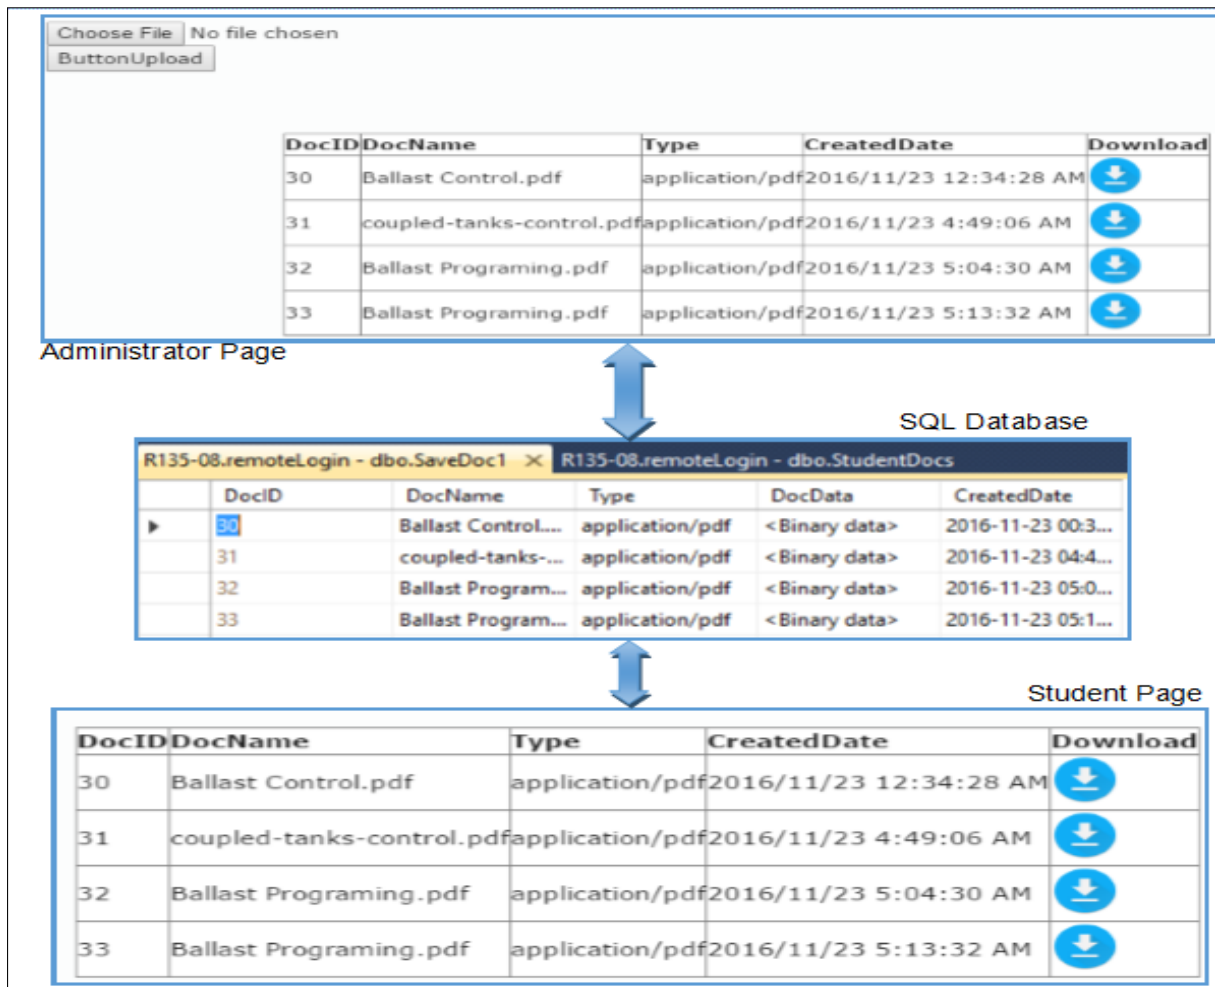 Choose File No file chosen
ButtonUpload
DocID DocName Type CreatedDate Download
30 Ballast Control.pdf application/pdf 2016/11/23 12:34:28 AM
31 coupled-tanks-control.pdf application/pdf 2016/11/23 4:49:06 AM
32 Ballast Programing.pdf application/pdf 2016/11/23 5:04:30 AM
33 Ballast Programing.pdf application/pdf 2016/11/23 5:13:32 AM
Administrator Page
SQL Database
R135-08.remoteLogin - dbo.SaveDoc1 × R135-08.remoteLogin - dbo.StudentDocs
DocID DocName Type DocData CreatedDate
30 Ballast Control.... application/pdf <Binary data> 2016-11-23 00:3...
31 coupled-tanks-... application/pdf <Binary data> 2016-11-23 04:4...
32 Ballast Program... application/pdf <Binary data> 2016-11-23 05:0...
33 Ballast Program... application/pdf <Binary data> 2016-11-23 05:1...
Student Page
DocID DocName Type CreatedDate Download
30 Ballast Control.pdf application/pdf 2016/11/23 12:34:28 AM
31 coupled-tanks-control.pdf application/pdf 2016/11/23 4:49:06 AM
32 Ballast Programing.pdf application/pdf 2016/11/23 5:04:30 AM
33 Ballast Programing.pdf application/pdf 2016/11/23 5:13:32 AM